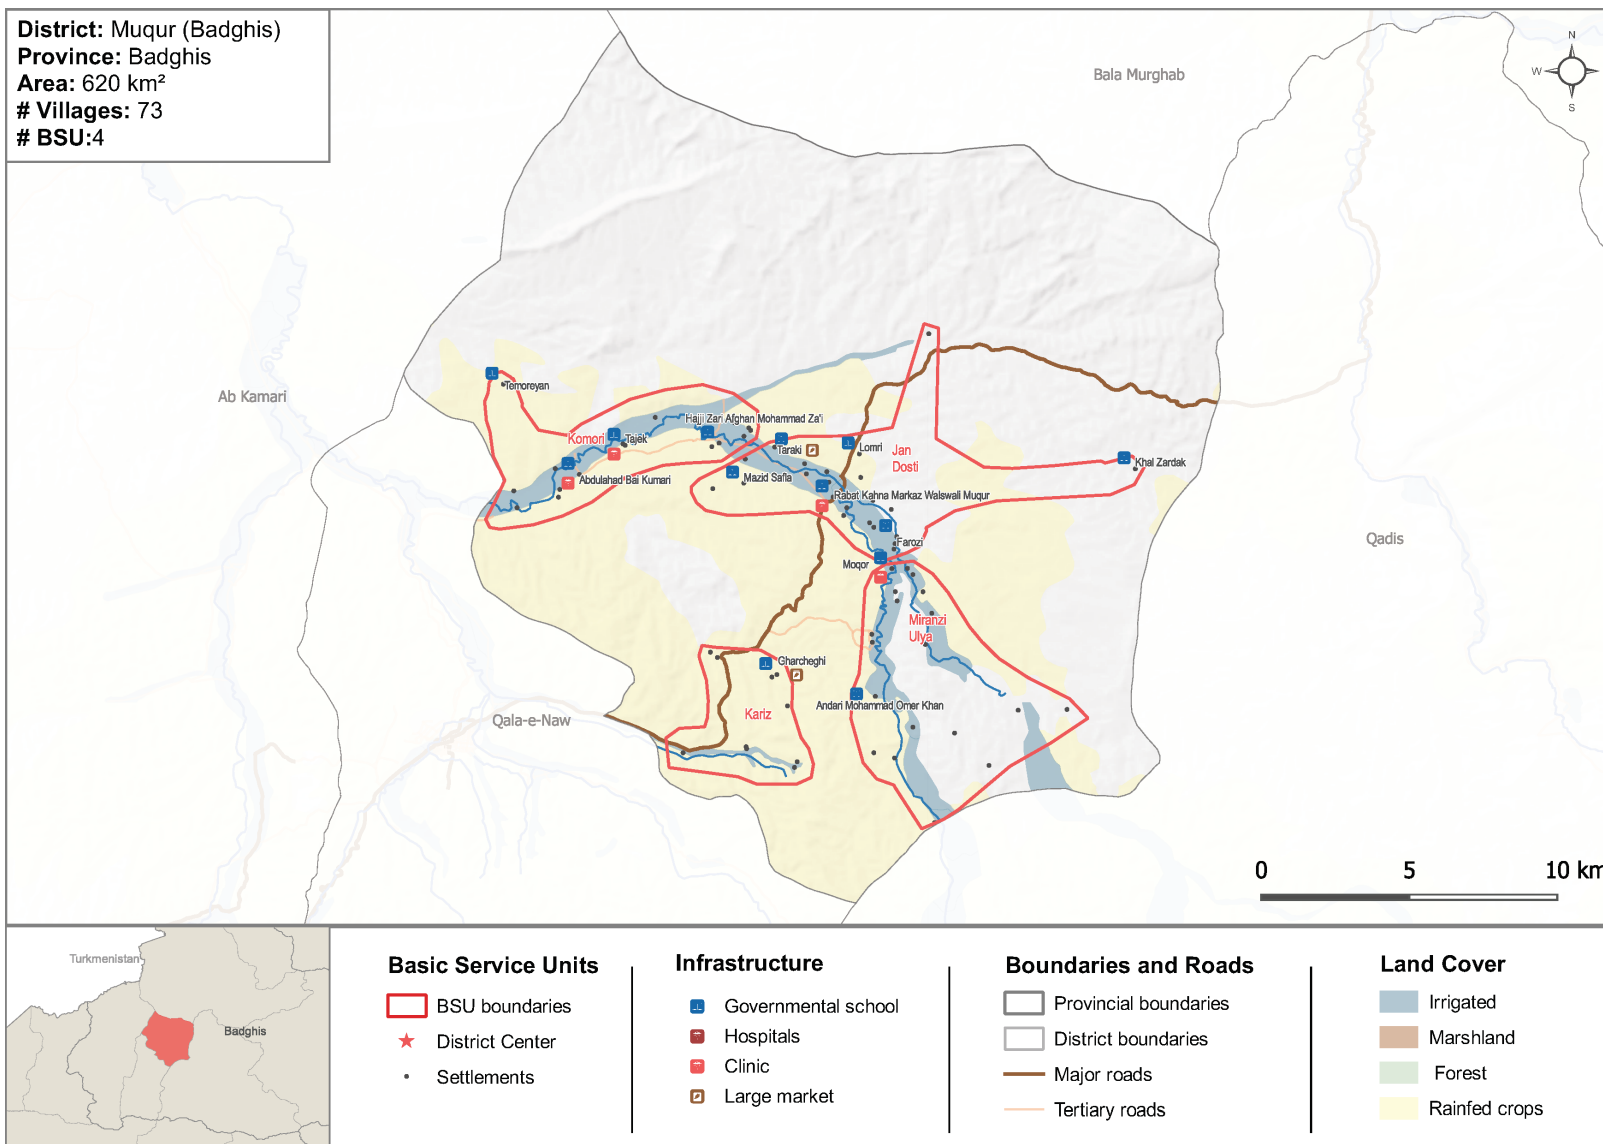 District: Muqur (Badghis)
Province: Badghis
Area: 620 km²
# Villages: 73
# BSU:4
Bala Murghab
N
W
S
Ab Kamari
Temoreyan
Hajji Zari Afghan Mohammad Za'i
Komori
Tajek
Taraki
Lomri
Jan
Dosti
Khal Zardak
Abdulahad Bai Kumari
Mazid Safia
Rabat Kahna Markaz Walswali Muqur
Farozi
Qadis
Moqor
Miranzi
Ulya
Gharcheghi
Andari Mohammad Omer Khan
Kariz
Qala-e-Naw
0 5 10 km
Turkmenistan
Badghis
Basic Service Units
BSU boundaries
District Center
Settlements
Infrastructure
Governmental school
Hospitals
Clinic
Large market
Boundaries and Roads
Provincial boundaries
District boundaries
Major roads
Tertiary roads
Land Cover
Irrigated
Marshland
Forest
Rainfed crops